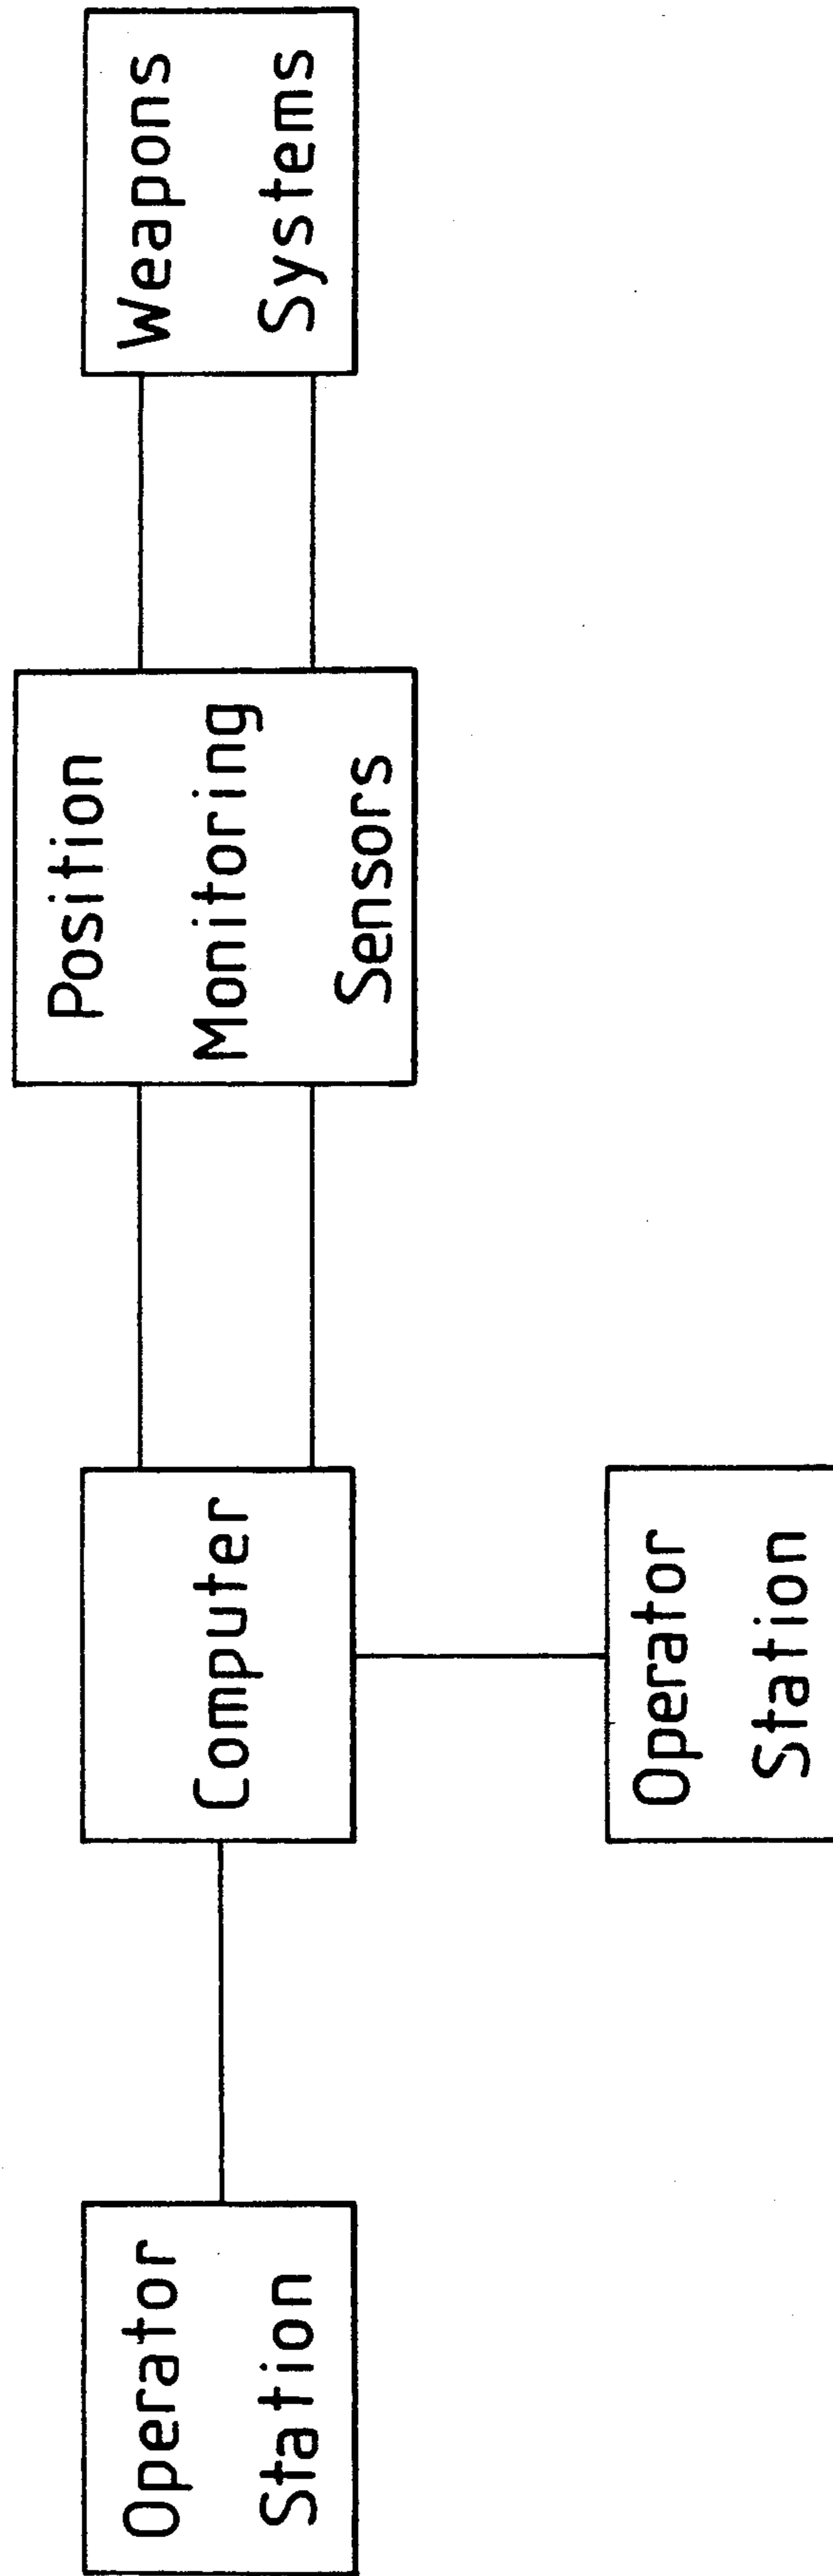 Operator
Station
Computer
Position
Monitoring
Sensors
Weapons
Systems
Operator
Station